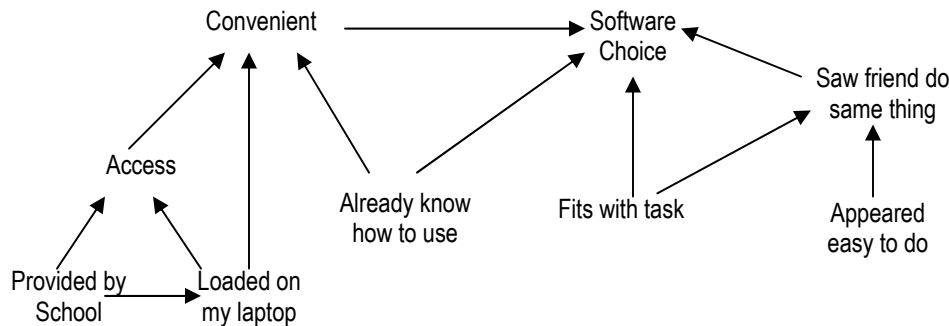 Convenient
Software
Choice
Saw friend do
same thing
Access
Already know
how to use
Fits with task
Appeared
easy to do
Provided by
School
Loaded on
my laptop